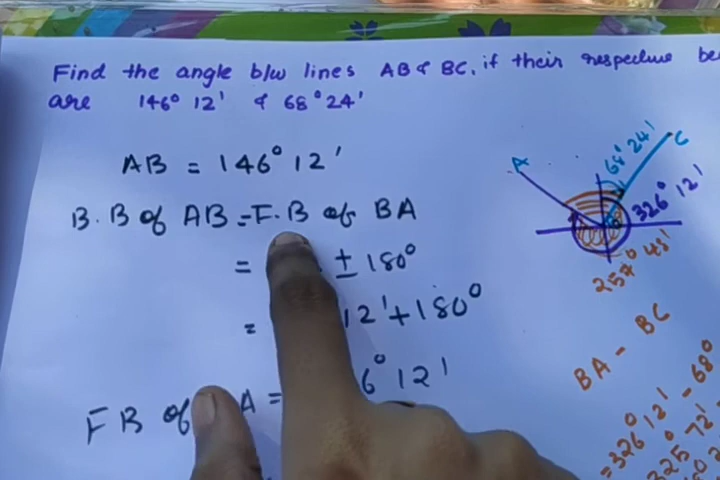 Find the angle b/w lines AB & BC, if their respective be
are 146° 12' & 68° 24'
AB = 146° 12'
B.B of AB = F.B of BA
= ± 180°
= 12' + 180°
FB of A = 6° 12'
A
C
68° 24'
326° 12'
257° 48'
BA - BC
= 326° 12' - 68°
325° 72'